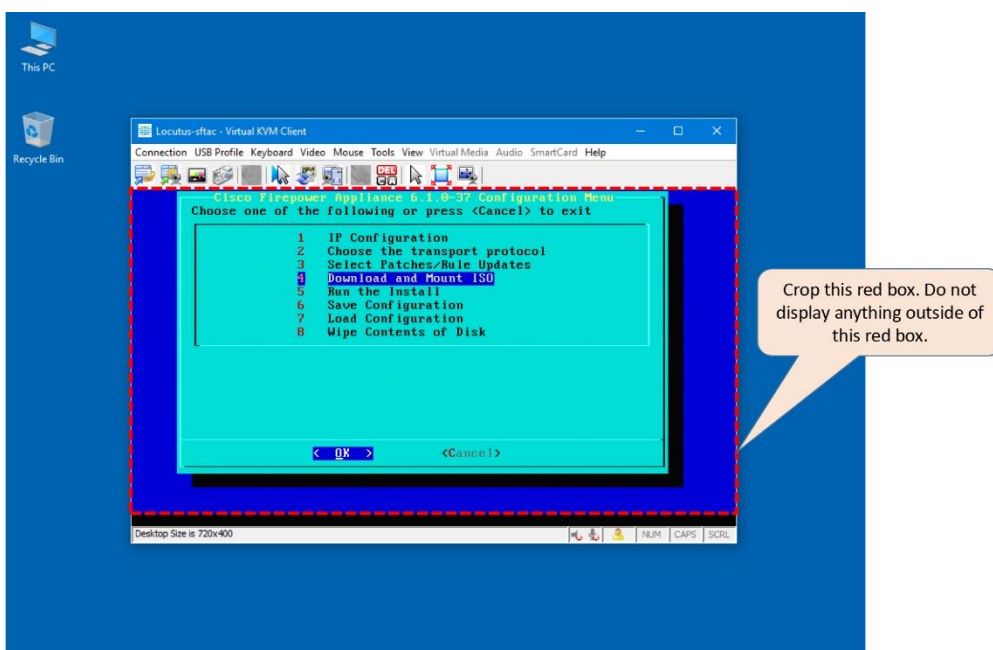 This PC
Recycle Bin
Locutus-sftac - Virtual KVM Client
Connection USB Profile Keyboard Video Mouse Tools View Virtual Media Audio SmartCard Help
DEL
Cisco Firepower Appliance 6.1.0-37 Configuration Menu
Choose one of the following or press <Cancel> to exit
1 IP Configuration
2 Choose the transport protocol
3 Select Patches/Rule Updates
4 Download and Mount ISO
5 Run the Install
6 Save Configuration
7 Load Configuration
8 Wipe Contents of Disk
< OK > <Cancel>
Desktop Size is 720x400 NUM CAPS SCRL
Crop this red box. Do not
display anything outside of
this red box.